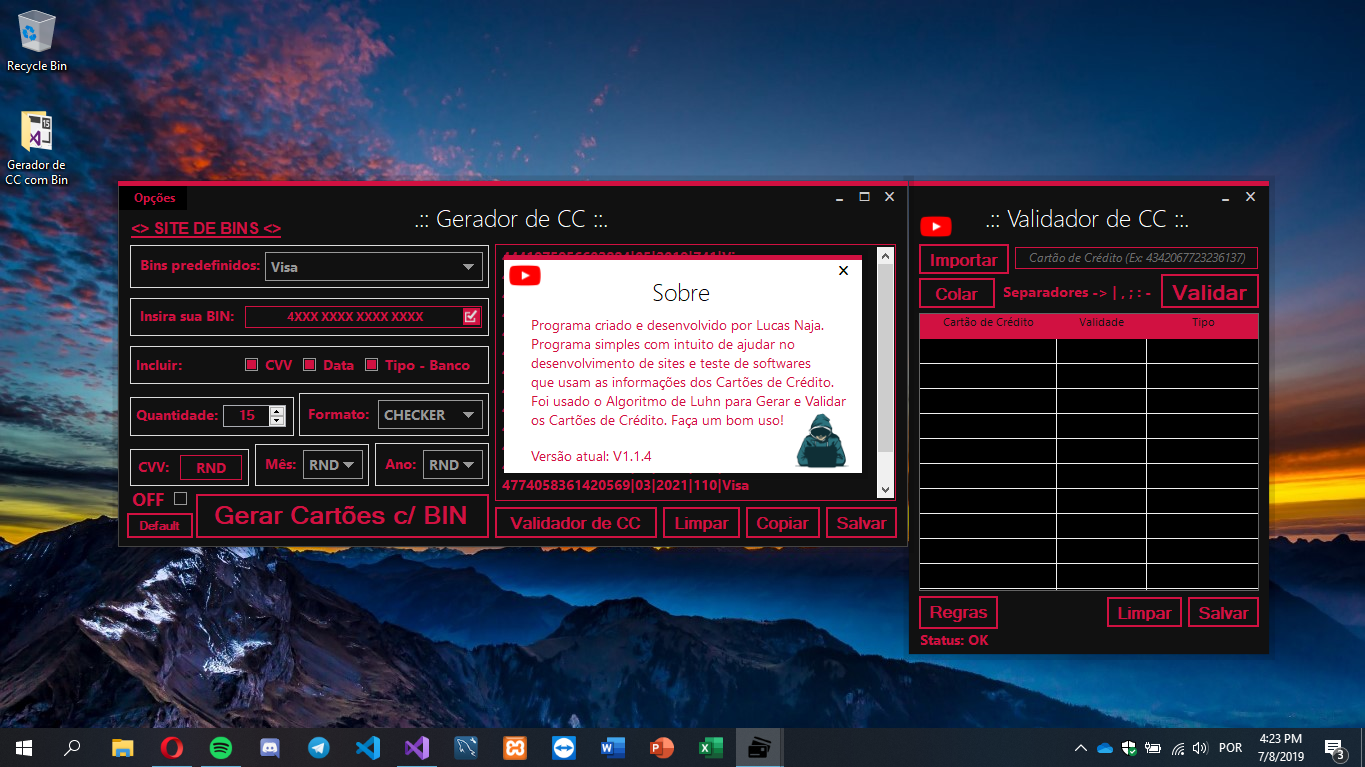 Recycle Bin
15
Gerador de
CC com Bin
Opções
.:: Gerador de CC ::.
<> SITE DE BINS <>
Bins predefinidos:
Visa
Insira sua BIN:
4XXX XXXX XXXX XXXX
Incluir:
CVV
Data
Tipo - Banco
Quantidade:
15
Formato:
CHECKER
CVV:
RND
Mês:
RND
Ano:
RND
OFF
Default
Gerar Cartões c/ BIN
Sobre
Programa criado e desenvolvido por Lucas Naja.
Programa simples com intuito de ajudar no
desenvolvimento de sites e teste de softwares
que usam as informações dos Cartões de Crédito.
Foi usado o Algoritmo de Luhn para Gerar e Validar
os Cartões de Crédito. Faça um bom uso!
Versão atual: V1.1.4
4774058361420569|03|2021|110|Visa
Validador de CC
Limpar
Copiar
Salvar
.:: Validador de CC ::.
Importar
Cartão de Crédito (Ex: 4342067723236137)
Colar
Separadores -> | , ; : -
Validar
Cartão de Crédito
Validade
Tipo
Regras
Limpar
Salvar
Status: OK
POR
4:23 PM
7/8/2019
3